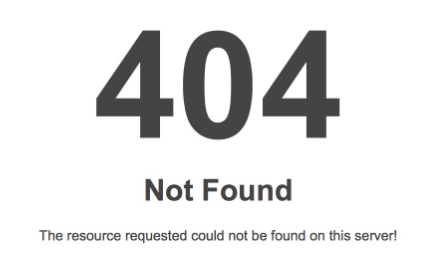 404
Not Found
The resource requested could not be found on this server!